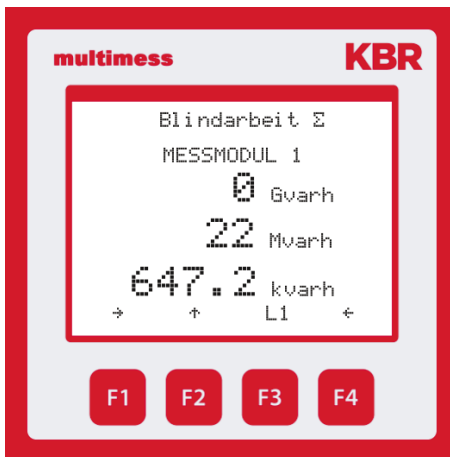 multimess KBR
Blindarbeit Σ
MESSMODUL 1
0 Gvarh
22 Mvarh
647.2 kvarh
→ ↑ L1 ←
F1 F2 F3 F4